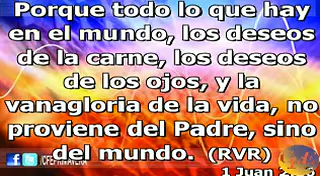 Porque todo lo que hay
en el mundo, los deseos
de la carne, los deseos
de los ojos, y la
vanagloria de la vida, no
proviene del Padre, sino
del mundo. (RVR)
1 Juan